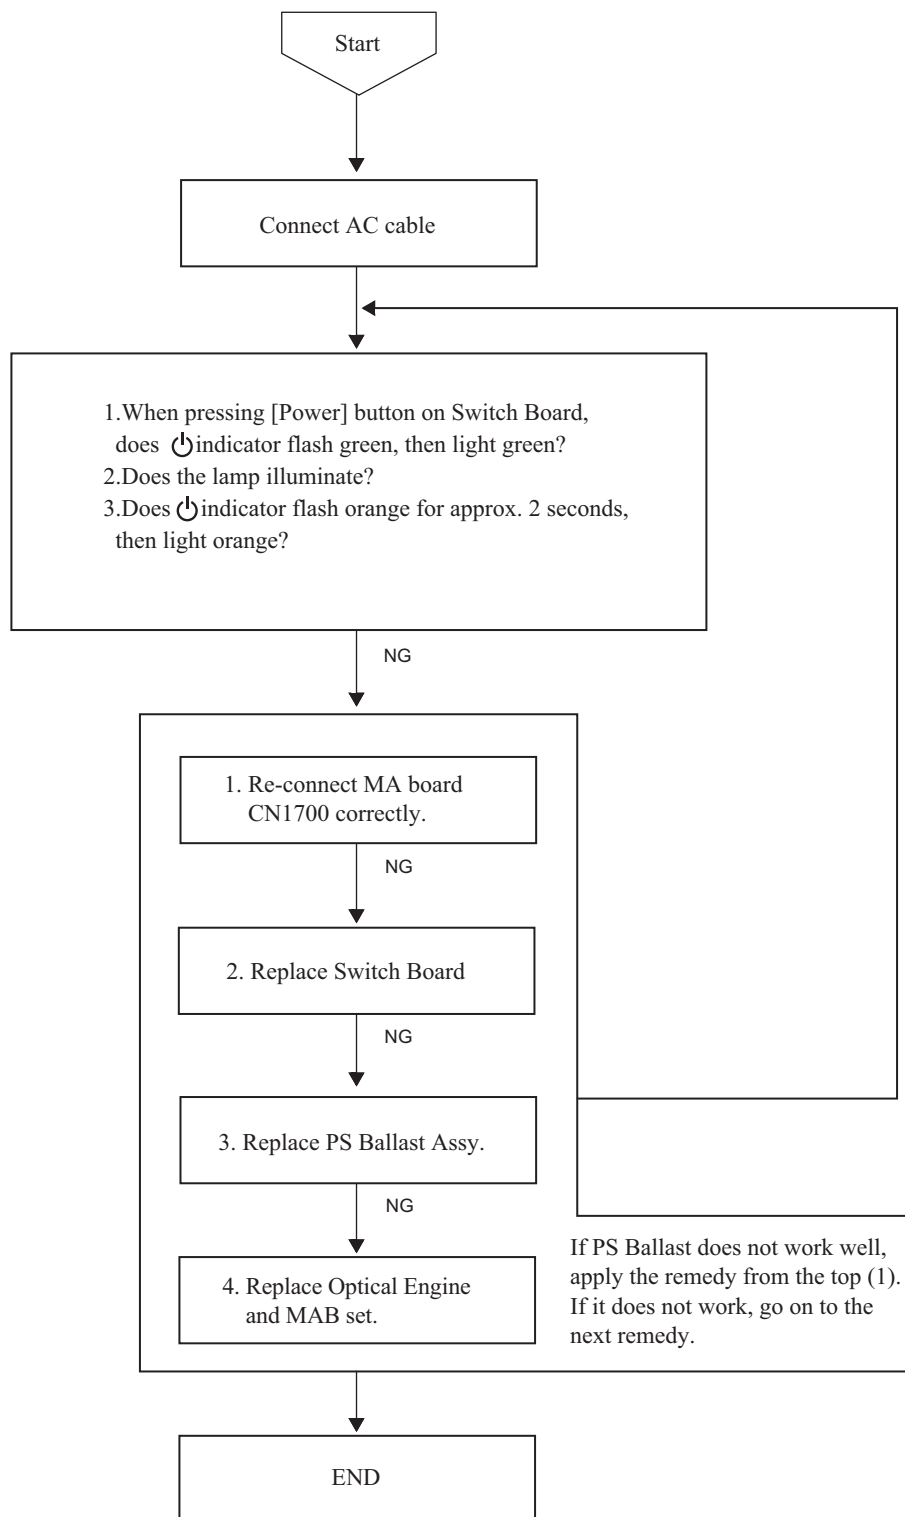 Start
Connect AC cable
1.When pressing [Power] button on Switch Board,
does ⏻ indicator flash green, then light green?
2.Does the lamp illuminate?
3.Does ⏻ indicator flash orange for approx. 2 seconds,
then light orange?
NG
1. Re-connect MA board
CN1700 correctly.
NG
2. Replace Switch Board
NG
3. Replace PS Ballast Assy.
NG
4. Replace Optical Engine
and MAB set.
If PS Ballast does not work well,
apply the remedy from the top (1).
If it does not work, go on to the
next remedy.
END